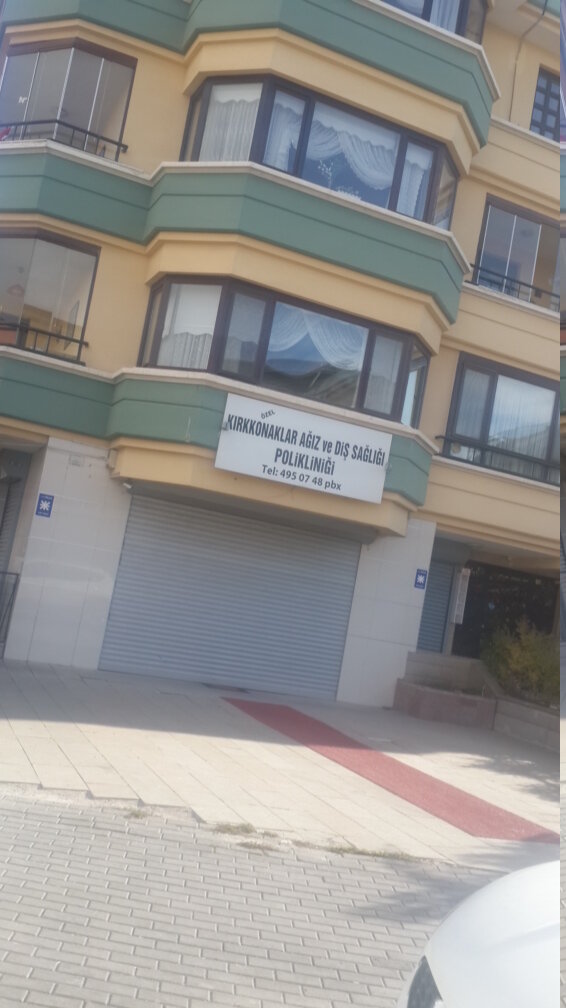 ÖZEL
KIRKKONAKLAR AĞIZ ve DİŞ SAĞLIĞI
POLİKLİNİĞİ
Tel: 495 07 48 pbx